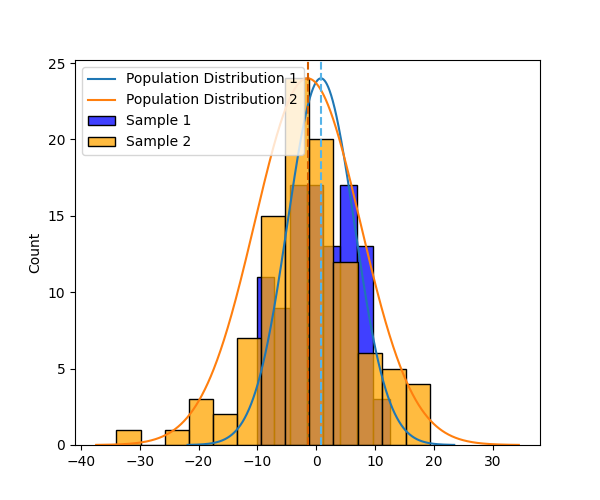 25
20
15
10
5
0
Count
Population Distribution 1
Population Distribution 2
Sample 1
Sample 2
−40 −30 −20 −10 0 10 20 30